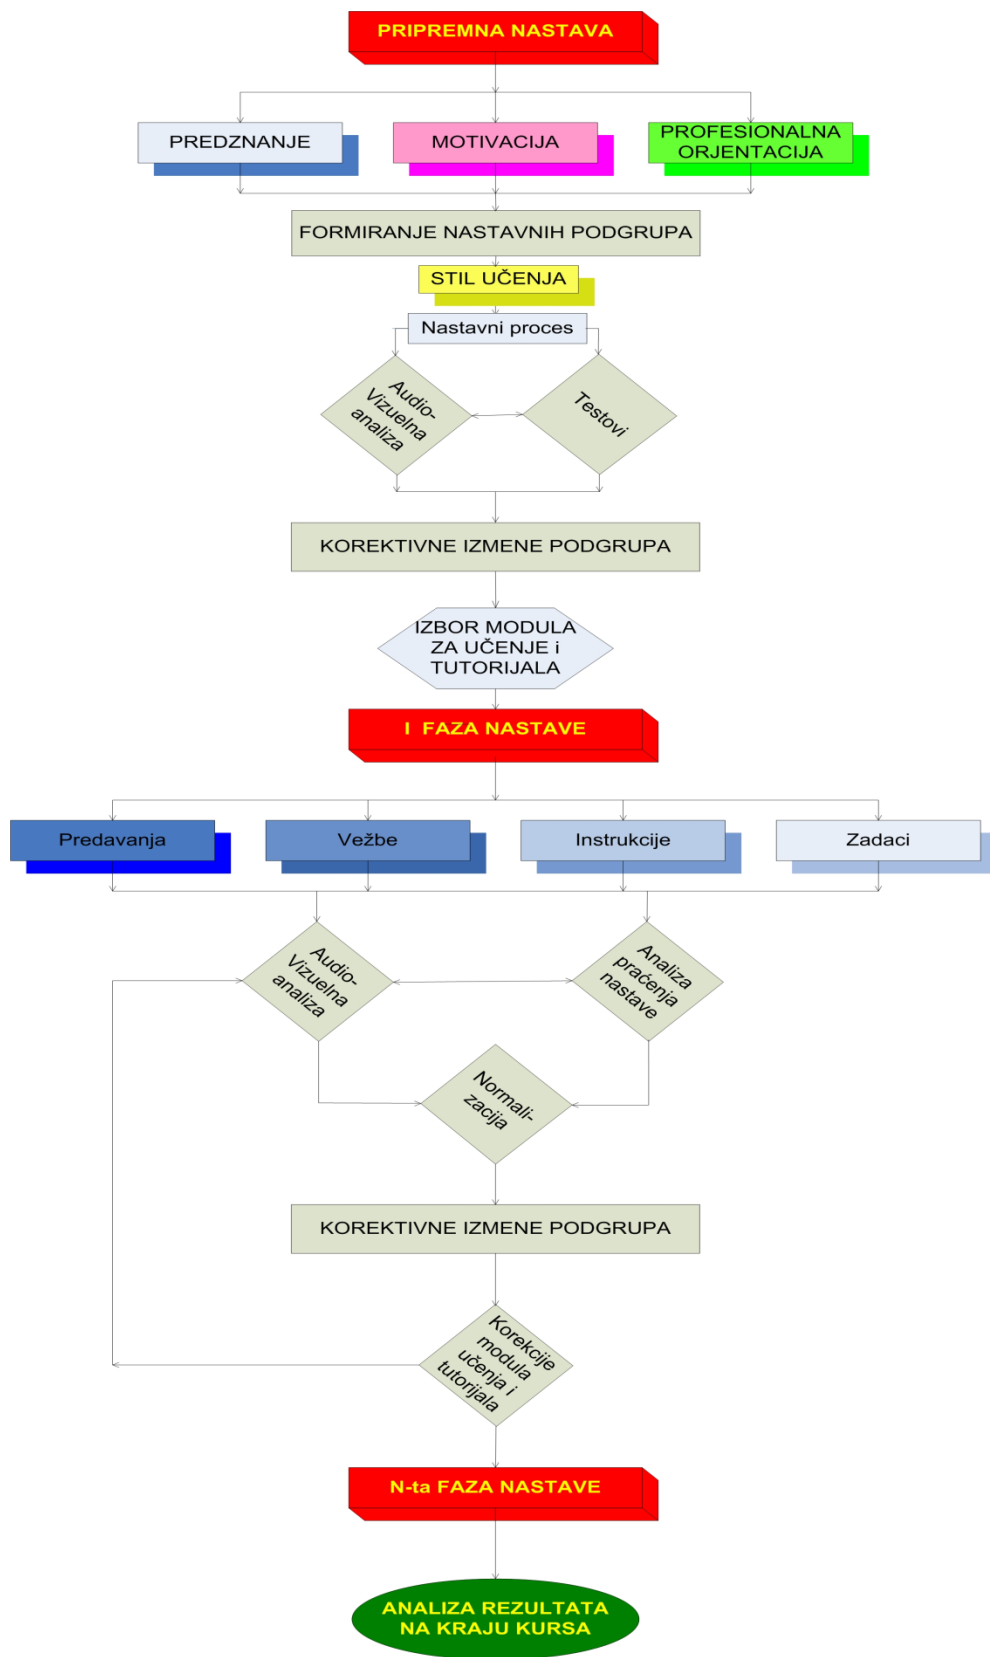 PRIPREMNA NASTAVA
PREDZNANJE
MOTIVACIJA
PROFESIONALNA
ORJENTACIJA
FORMIRANJE NASTAVNIH PODGRUPA
STIL UČENJA
Nastavni proces
Audio-
Vizuelna
analiza
Testovi
KOREKTIVNE IZMENE PODGRUPA
IZBOR MODULA
ZA UČENJE i
TUTORIJALA
I FAZA NASTAVE
Predavanja
Vežbe
Instrukcije
Zadaci
Audio-
Vizuelna
analiza
Analiza
praćenja
nastave
Normali-
zacija
KOREKTIVNE IZMENE PODGRUPA
Korekcije
modula
učenja i
tutorijala
N-ta FAZA NASTAVE
ANALIZA REZULTATA
NA KRAJU KURSA